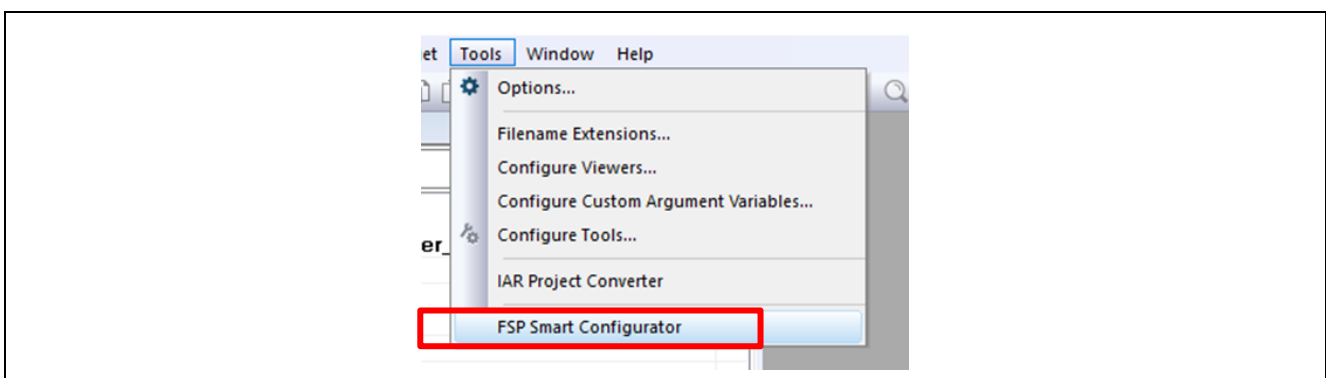 et Tools Window Help
Options...
Filename Extensions...
Configure Viewers...
Configure Custom Argument Variables...
er_ Configure Tools...
IAR Project Converter
FSP Smart Configurator